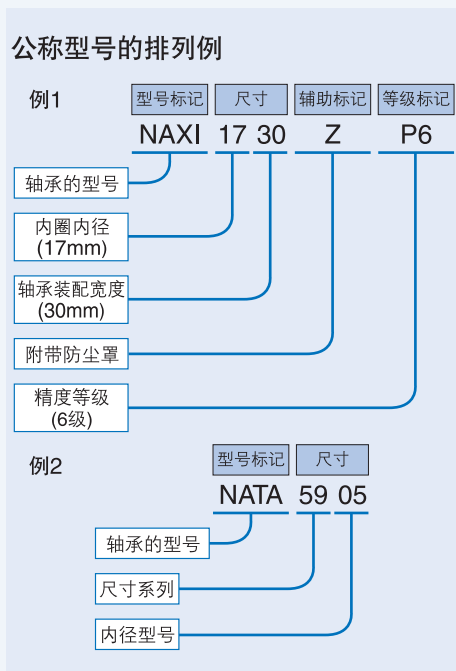 公称型号的排列例
例1
型号标记 尺寸 辅助标记 等级标记
NAXI 17 30 Z P6
轴承的型号
内圈内径
(17mm)
轴承装配宽度
(30mm)
附带防尘罩
精度等级
(6级)
例2
型号标记 尺寸
NATA 59 05
轴承的型号
尺寸系列
内径型号